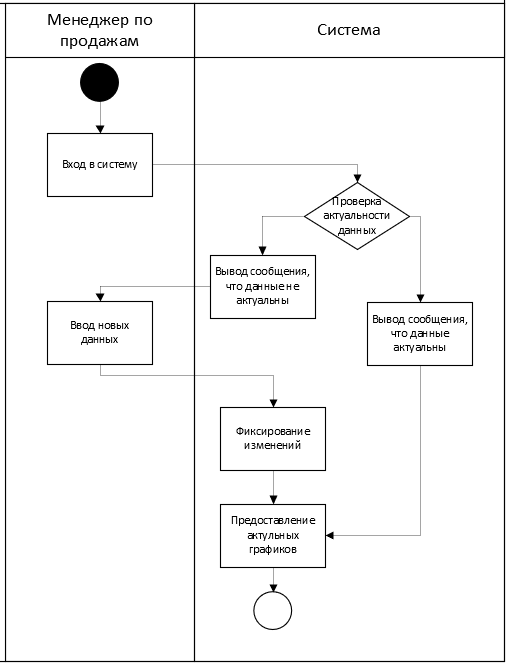 Менеджер по
продажам
Система
Вход в систему
Проверка
актуальности
данных
Вывод сообщения,
что данные не
актуальны
Ввод новых
данных
Вывод сообщения,
что данные
актуальны
Фиксирование
изменений
Предоставление
актульных
графиков